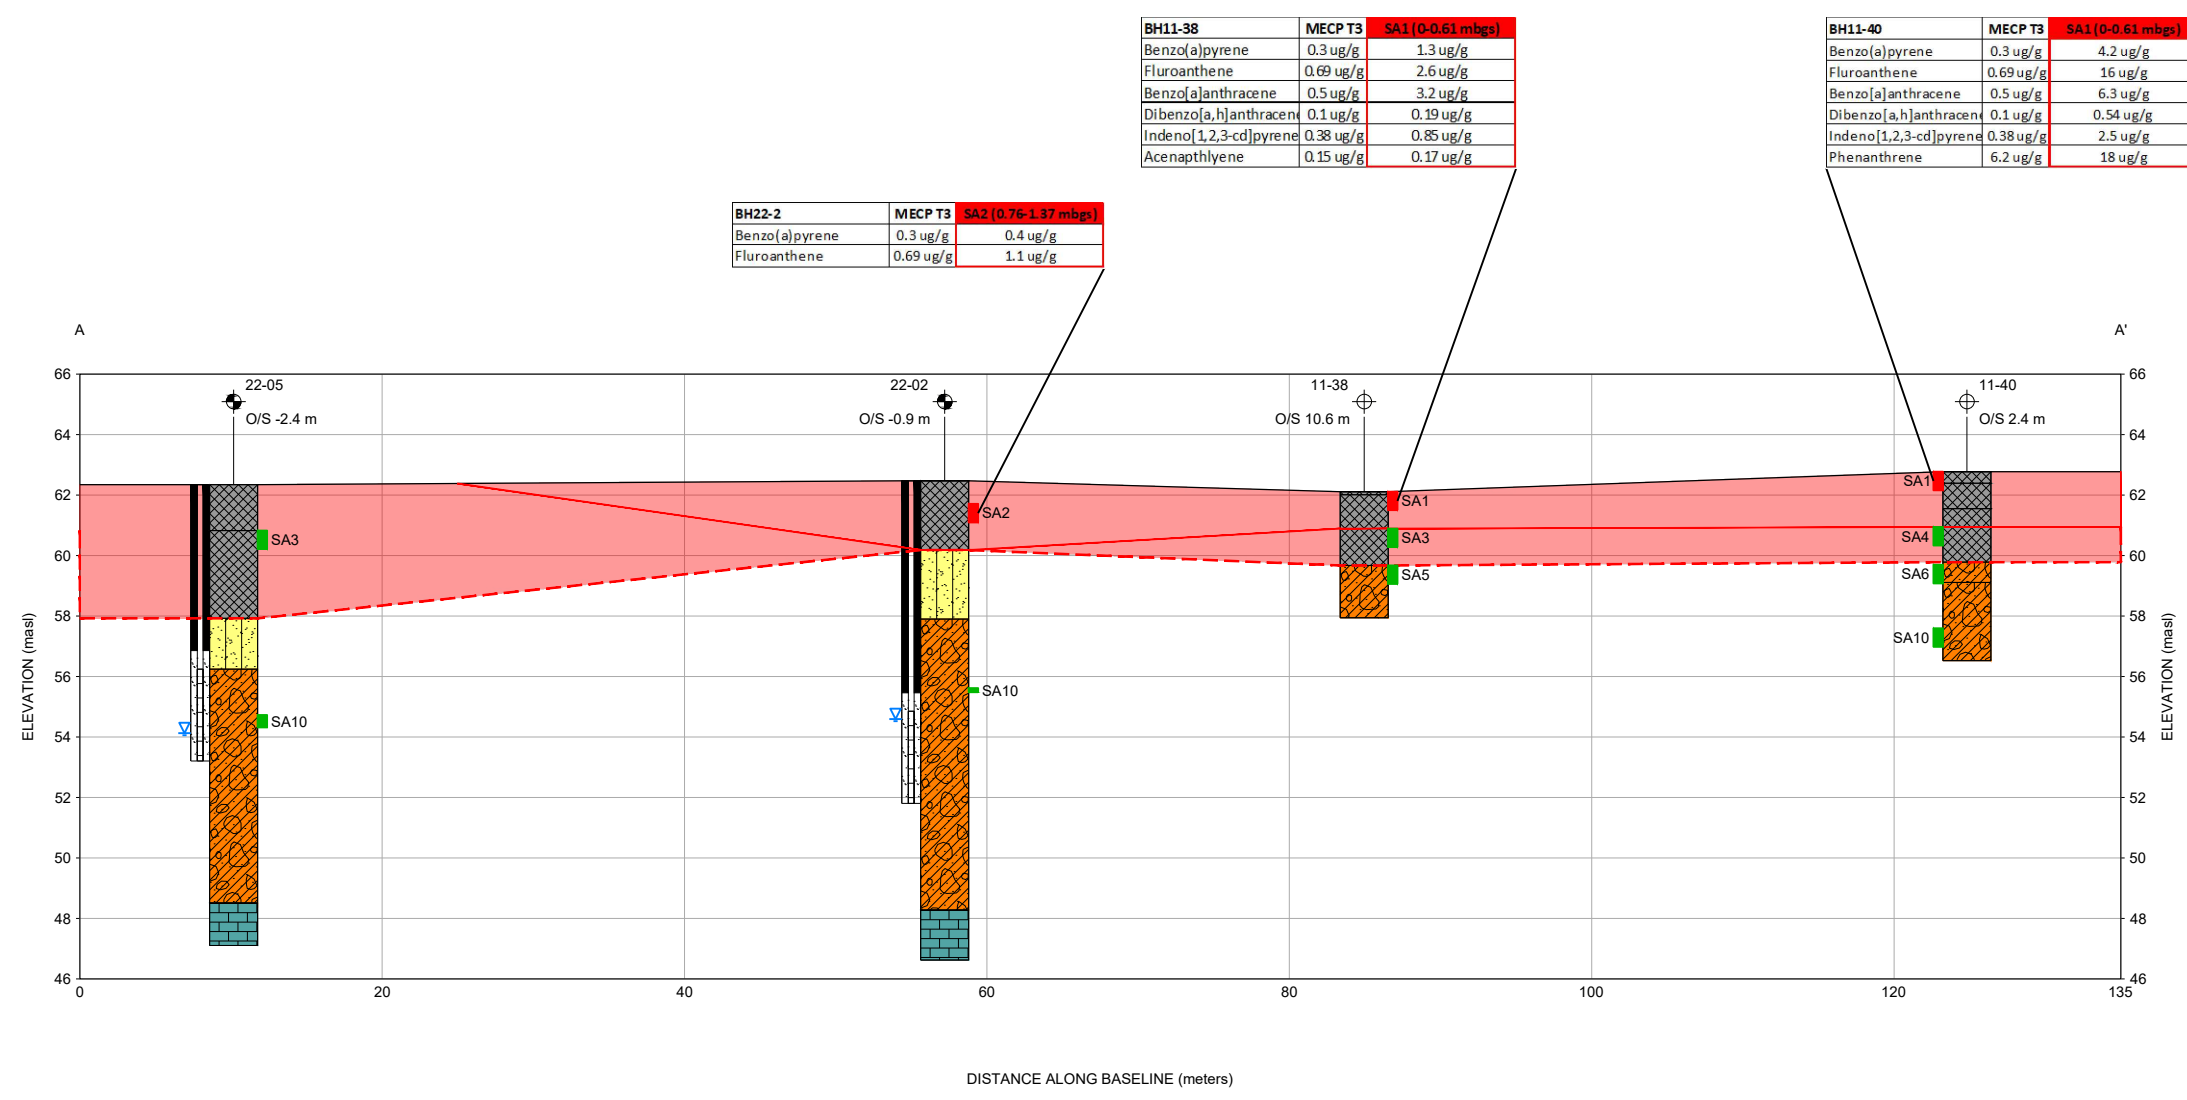 BH11-38 MECP T3 SA1 (0-0.61 mbgs)
Benzo(a)pyrene 0.3 ug/g 1.3 ug/g
Fluroanthene 0.69 ug/g 2.6 ug/g
Benzo[a]anthracene 0.5 ug/g 3.2 ug/g
Dibenzo[a,h]anthracene 0.1 ug/g 0.19 ug/g
Indeno[1,2,3-cd]pyrene 0.38 ug/g 0.85 ug/g
Acenapthlyene 0.15 ug/g 0.17 ug/g
BH11-40 MECP T3 SA1 (0-0.61 mbgs)
Benzo(a)pyrene 0.3 ug/g 4.2 ug/g
Fluroanthene 0.69 ug/g 16 ug/g
Benzo[a]anthracene 0.5 ug/g 6.3 ug/g
Dibenzo[a,h]anthracene 0.1 ug/g 0.54 ug/g
Indeno[1,2,3-cd]pyrene 0.38 ug/g 2.5 ug/g
Phenanthrene 6.2 ug/g 18 ug/g
BH22-2 MECP T3 SA2 (0.76-1.37 mbgs)
Benzo(a)pyrene 0.3 ug/g 0.4 ug/g
Fluroanthene 0.69 ug/g 1.1 ug/g
A A'
66 66
22-05 22-02 11-38 11-40
O/S -2.4 m O/S -0.9 m O/S 10.6 m O/S 2.4 m
64 64
SA1
62 62
SA1
SA2
SA3 SA3 SA4
60 60
SA5 SA6
58 58
SA10
56 56
SA10
SA10
54 54
52 52
50 50
48 48
46 46
ELEVATION (masl)
ELEVATION (masl)
0 20 40 60 80 100 120 135
DISTANCE ALONG BASELINE (meters)